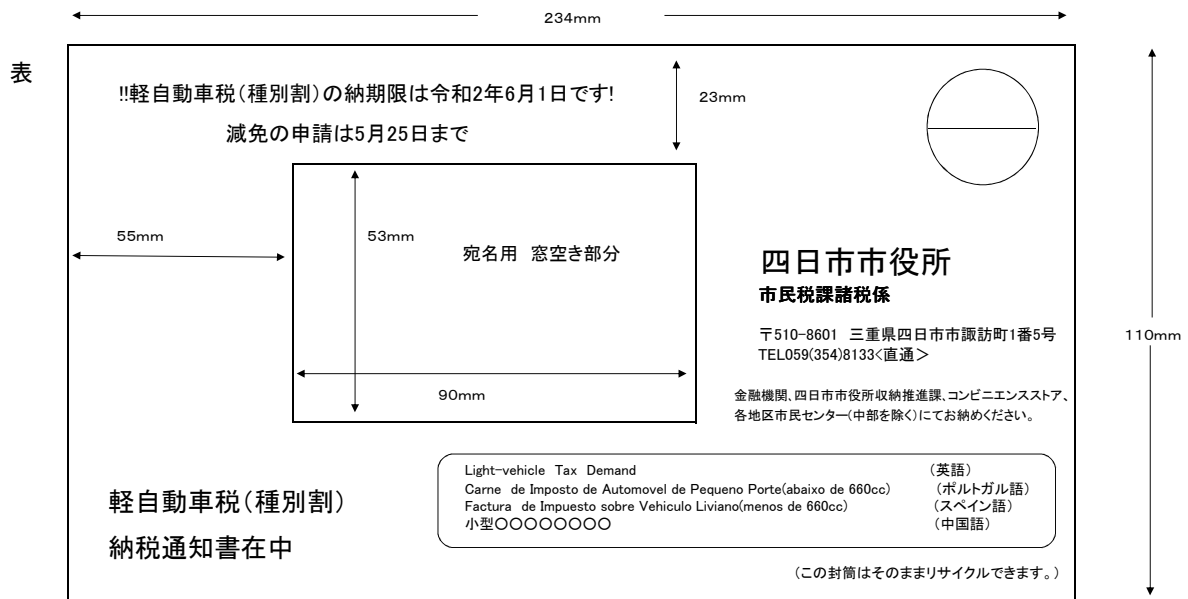 234mm
表
!!軽自動車税(種別割)の納期限は令和2年6月1日です!
減免の申請は5月25日まで
23mm
55mm
53mm
宛名用 窓空き部分
90mm
四日市市役所
市民税課諸税係
〒510-8601 三重県四日市市諏訪町1番5号
TEL059(354)8133<直通>
110mm
金融機関、四日市市役所収納推進課、コンビニエンスストア、
各地区市民センター(中部を除く)にてお納めください。
軽自動車税(種別割)
納税通知書在中
Light-vehicle Tax Demand (英語)
Carne de Imposto de Automovel de Pequeno Porte(abaixo de 660cc) (ポルトガル語)
Factura de Impuesto sobre Vehiculo Liviano(menos de 660cc) (スペイン語)
小型〇〇〇〇〇〇〇〇 (中国語)
(この封筒はそのままリサイクルできます。)